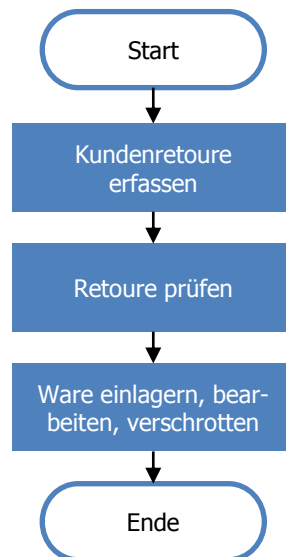 Start
Kundenretoure
erfassen
Retoure prüfen
Ware einlagern, bear-
beiten, verschrotten
Ende